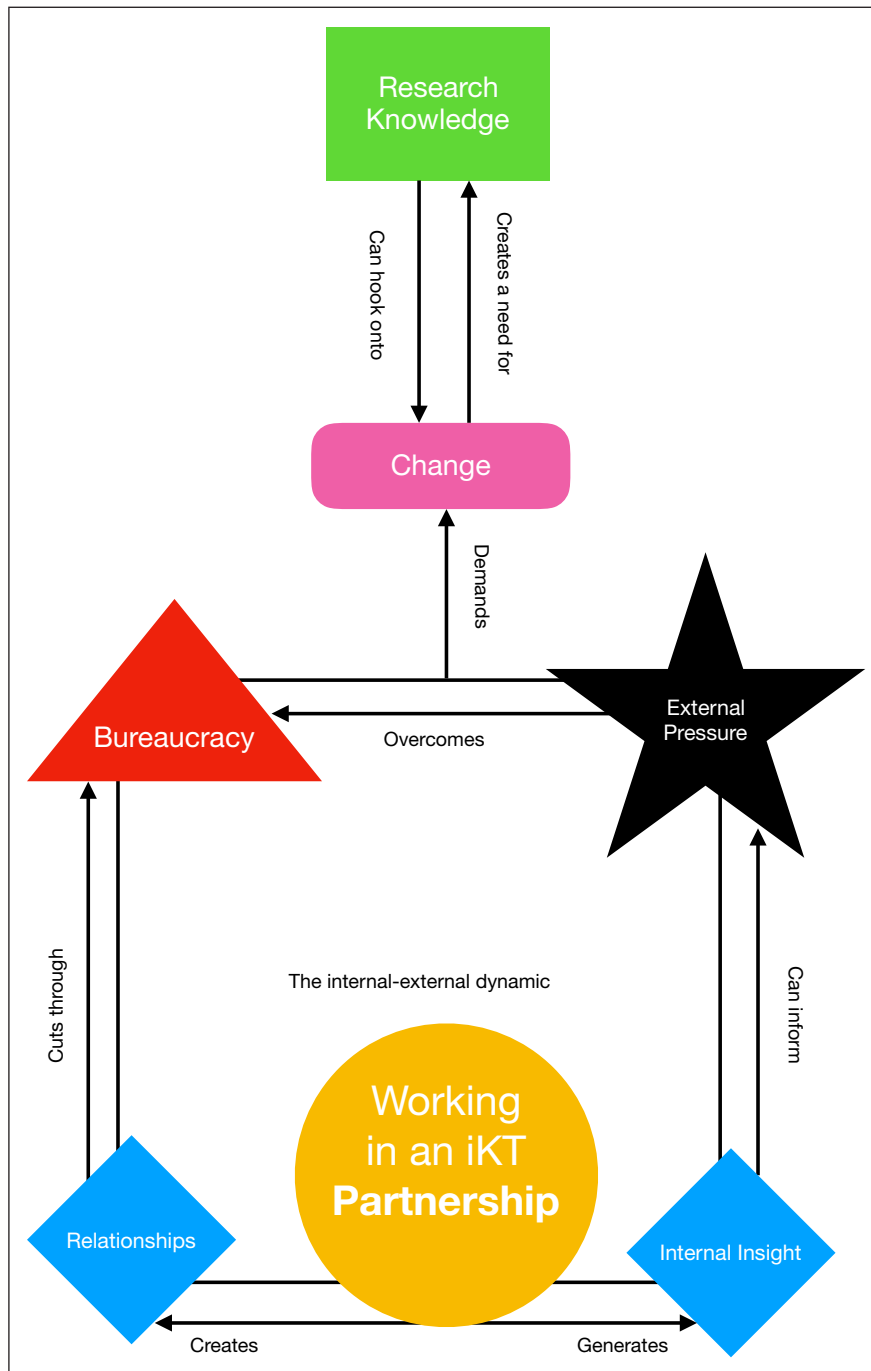 Research
Knowledge
Can hook onto
Creates a need for
Change
Demands
Bureaucracy
External
Pressure
Overcomes
Cuts through
The internal-external dynamic
Can inform
Working
in an iKT
Partnership
Relationships
Internal Insight
Creates
Generates